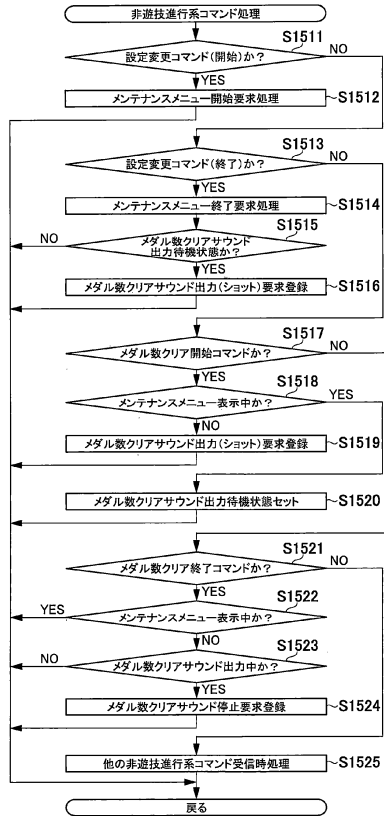 非遊技進行系コマンド処理
S1511
設定変更コマンド(開始)か?
NO
YES
メンテナンスメニュー開始要求処理
S1512
S1513
設定変更コマンド(終了)か?
NO
YES
メンテナンスメニュー終了要求処理
S1514
S1515
NO
メダル数クリアサウンド
出力待機状態か?
YES
メダル数クリアサウンド出力(ショット)要求登録
S1516
S1517
メダル数クリア開始コマンドか?
NO
YES
S1518
メンテナンスメニュー表示中か?
YES
NO
メダル数クリアサウンド出力(ショット)要求登録
S1519
メダル数クリアサウンド出力待機状態セット
S1520
S1521
メダル数クリア終了コマンドか?
NO
YES
S1522
YES
メンテナンスメニュー表示中か?
NO
S1523
NO
メダル数クリアサウンド出力中か?
YES
メダル数クリアサウンド停止要求登録
S1524
他の非遊技進行系コマンド受信時処理
S1525
戻る